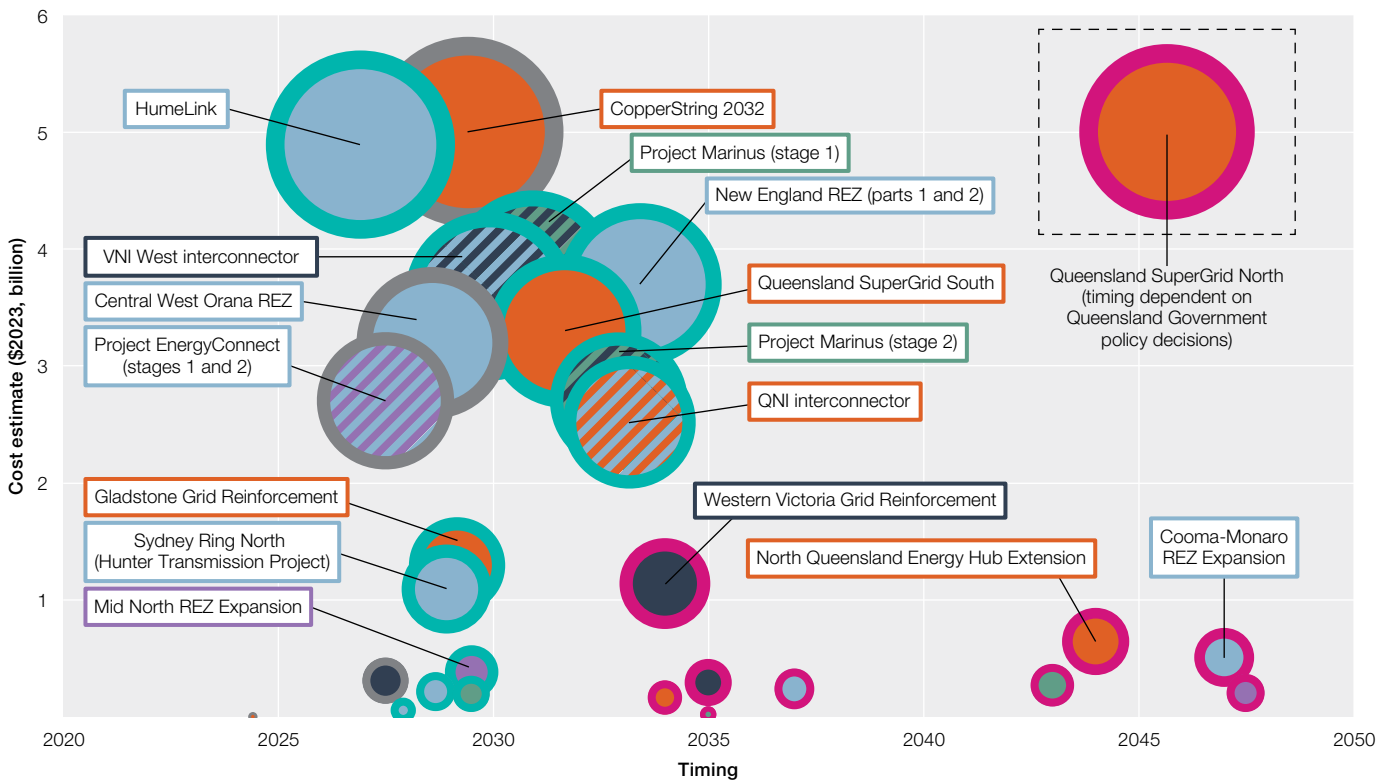 6
5
4
3
2
1
Cost estimate ($2023, billion)
HumeLink
CopperString 2032
Project Marinus (stage 1)
New England REZ (parts 1 and 2)
VNI West interconnector
Central West Orana REZ
Project EnergyConnect
(stages 1 and 2)
Queensland SuperGrid South
Project Marinus (stage 2)
QNI interconnector
Queensland SuperGrid North
(timing dependent on
Queensland Government
policy decisions)
Gladstone Grid Reinforcement
Sydney Ring North
(Hunter Transmission Project)
Mid North REZ Expansion
Western Victoria Grid Reinforcement
North Queensland Energy Hub Extension
Cooma-Monaro
REZ Expansion
2020
2025
2030
2035
2040
2045
2050
Timing